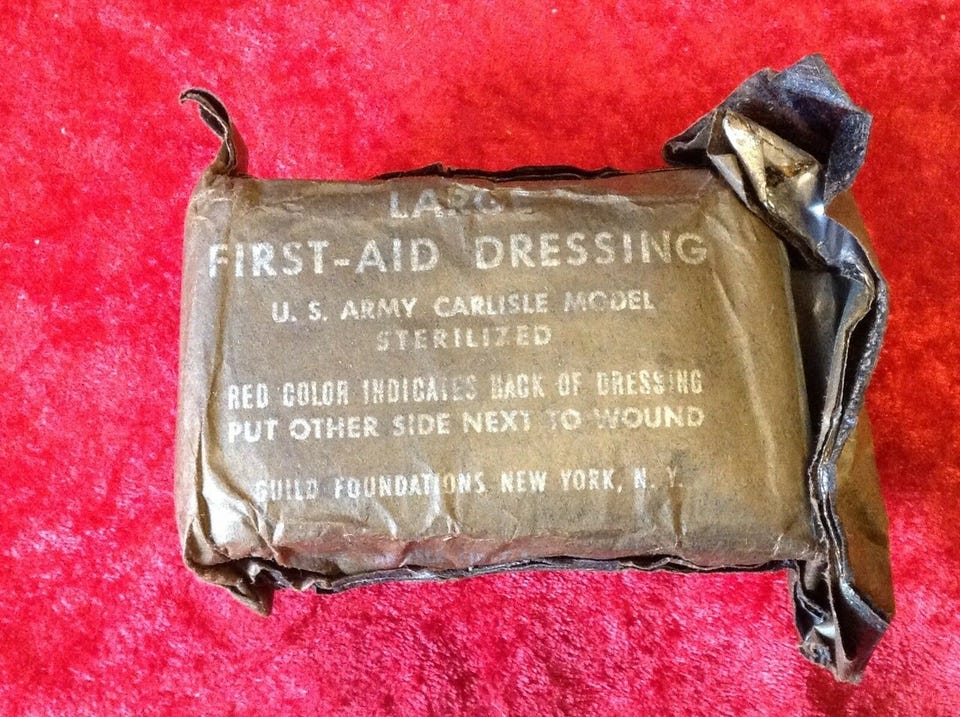 LARGE
FIRST-AID DRESSING
U. S. ARMY CARLISLE MODEL
STERILIZED
RED COLOR INDICATES BACK OF DRESSING
PUT OTHER SIDE NEXT TO WOUND
GUILD FOUNDATIONS, NEW YORK, N. Y.